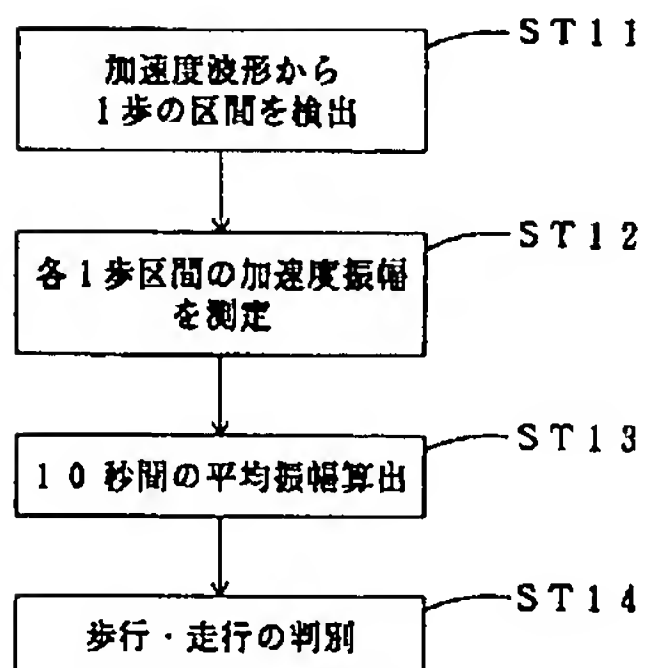 ST11
加速度波形から
1歩の区間を検出
ST12
各1歩区間の加速度振幅
を測定
ST13
10秒間の平均振幅算出
ST14
歩行・走行の判別